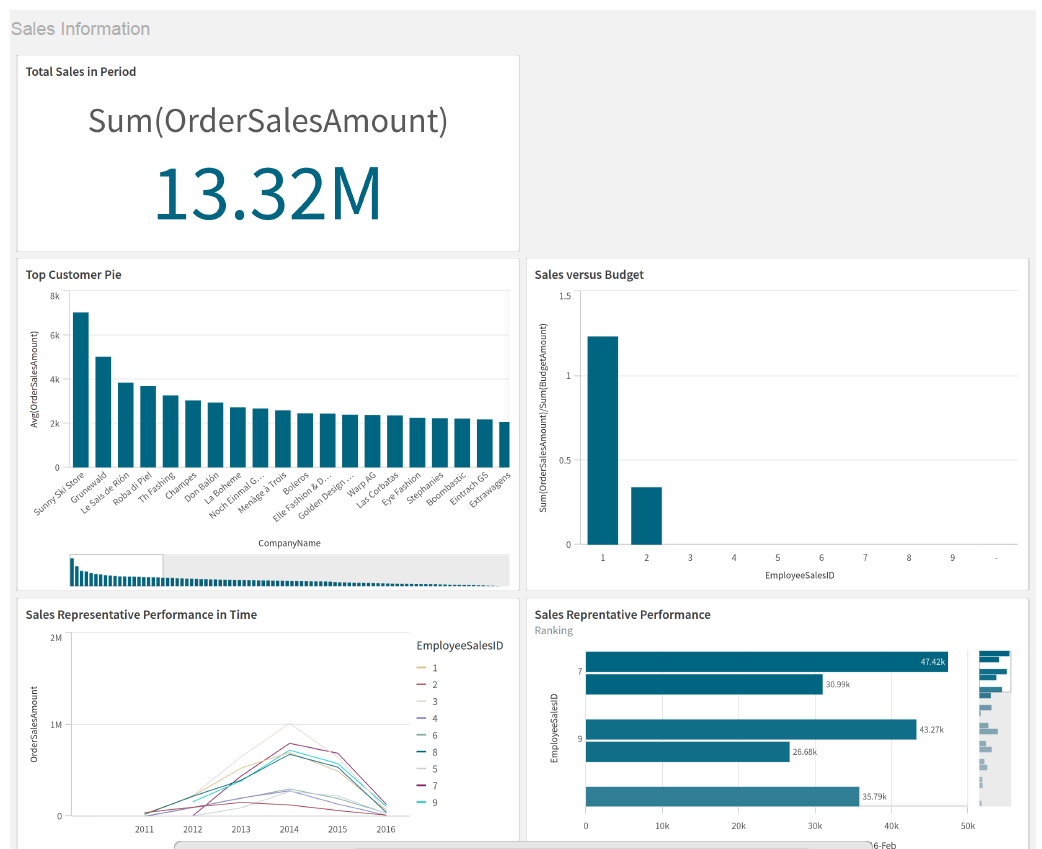 Sales Information
Total Sales in Period
Sum(OrderSalesAmount)
13.32M
Top Customer Pie
8k
6k
4k
2k
0
Avg(OrderSalesAmount)
Sunny Ski Store
Grunewald
Le Sais de Rión
Roba di Piel
Th Fashing
Champes
Don Balón
La Boheme
Noch Einmal G...
Menâge à Trois
Boleros
Elle Fashion & D...
Golden Design ...
Warp AG
Las Corbatas
Eye Fashion
Stephanies
Boombastic
Eintrach GS
Extrawagens
CompanyName
Sales versus Budget
1.5
1
0.5
0
Sum(OrderSalesAmount)/Sum(BudgetAmount)
1 2 3 4 5 6 7 8 9 -
EmployeeSalesID
Sales Representative Performance in Time
2M
1M
0
OrderSalesAmount
2011 2012 2013 2014 2015 2016
EmployeeSalesID
1
2
3
4
6
8
5
7
9
Sales Reprentative Performance
Ranking
EmployeeSalesID
7
47.42k
30.99k
9
43.27k
26.68k
35.79k
0 10k 20k 30k 40k 50k
6-Feb